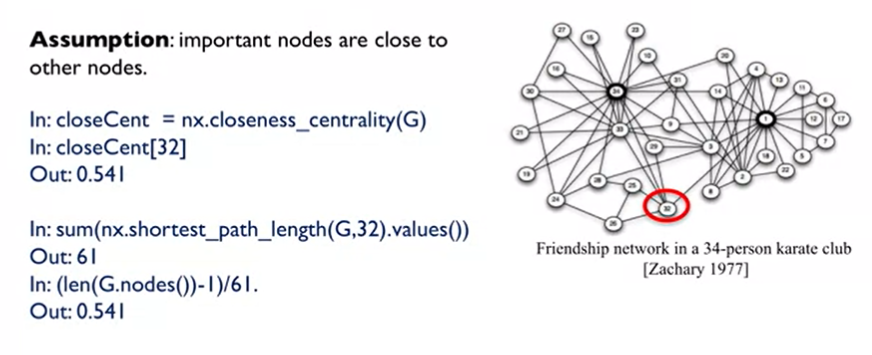 Assumption: important nodes are close to
other nodes.
In: closeCent = nx.closeness_centrality(G)
In: closeCent[32]
Out: 0.541
In: sum(nx.shortest_path_length(G,32).values())
Out: 61
In: (len(G.nodes())-1)/61.
Out: 0.541
27
23
10
20
4
13
11
6
17
12
7
5
22
18
1
14
31
34
30
33
9
3
29
21
19
2
8
28
25
24
32
26
Friendship network in a 34-person karate club
[Zachary 1977]